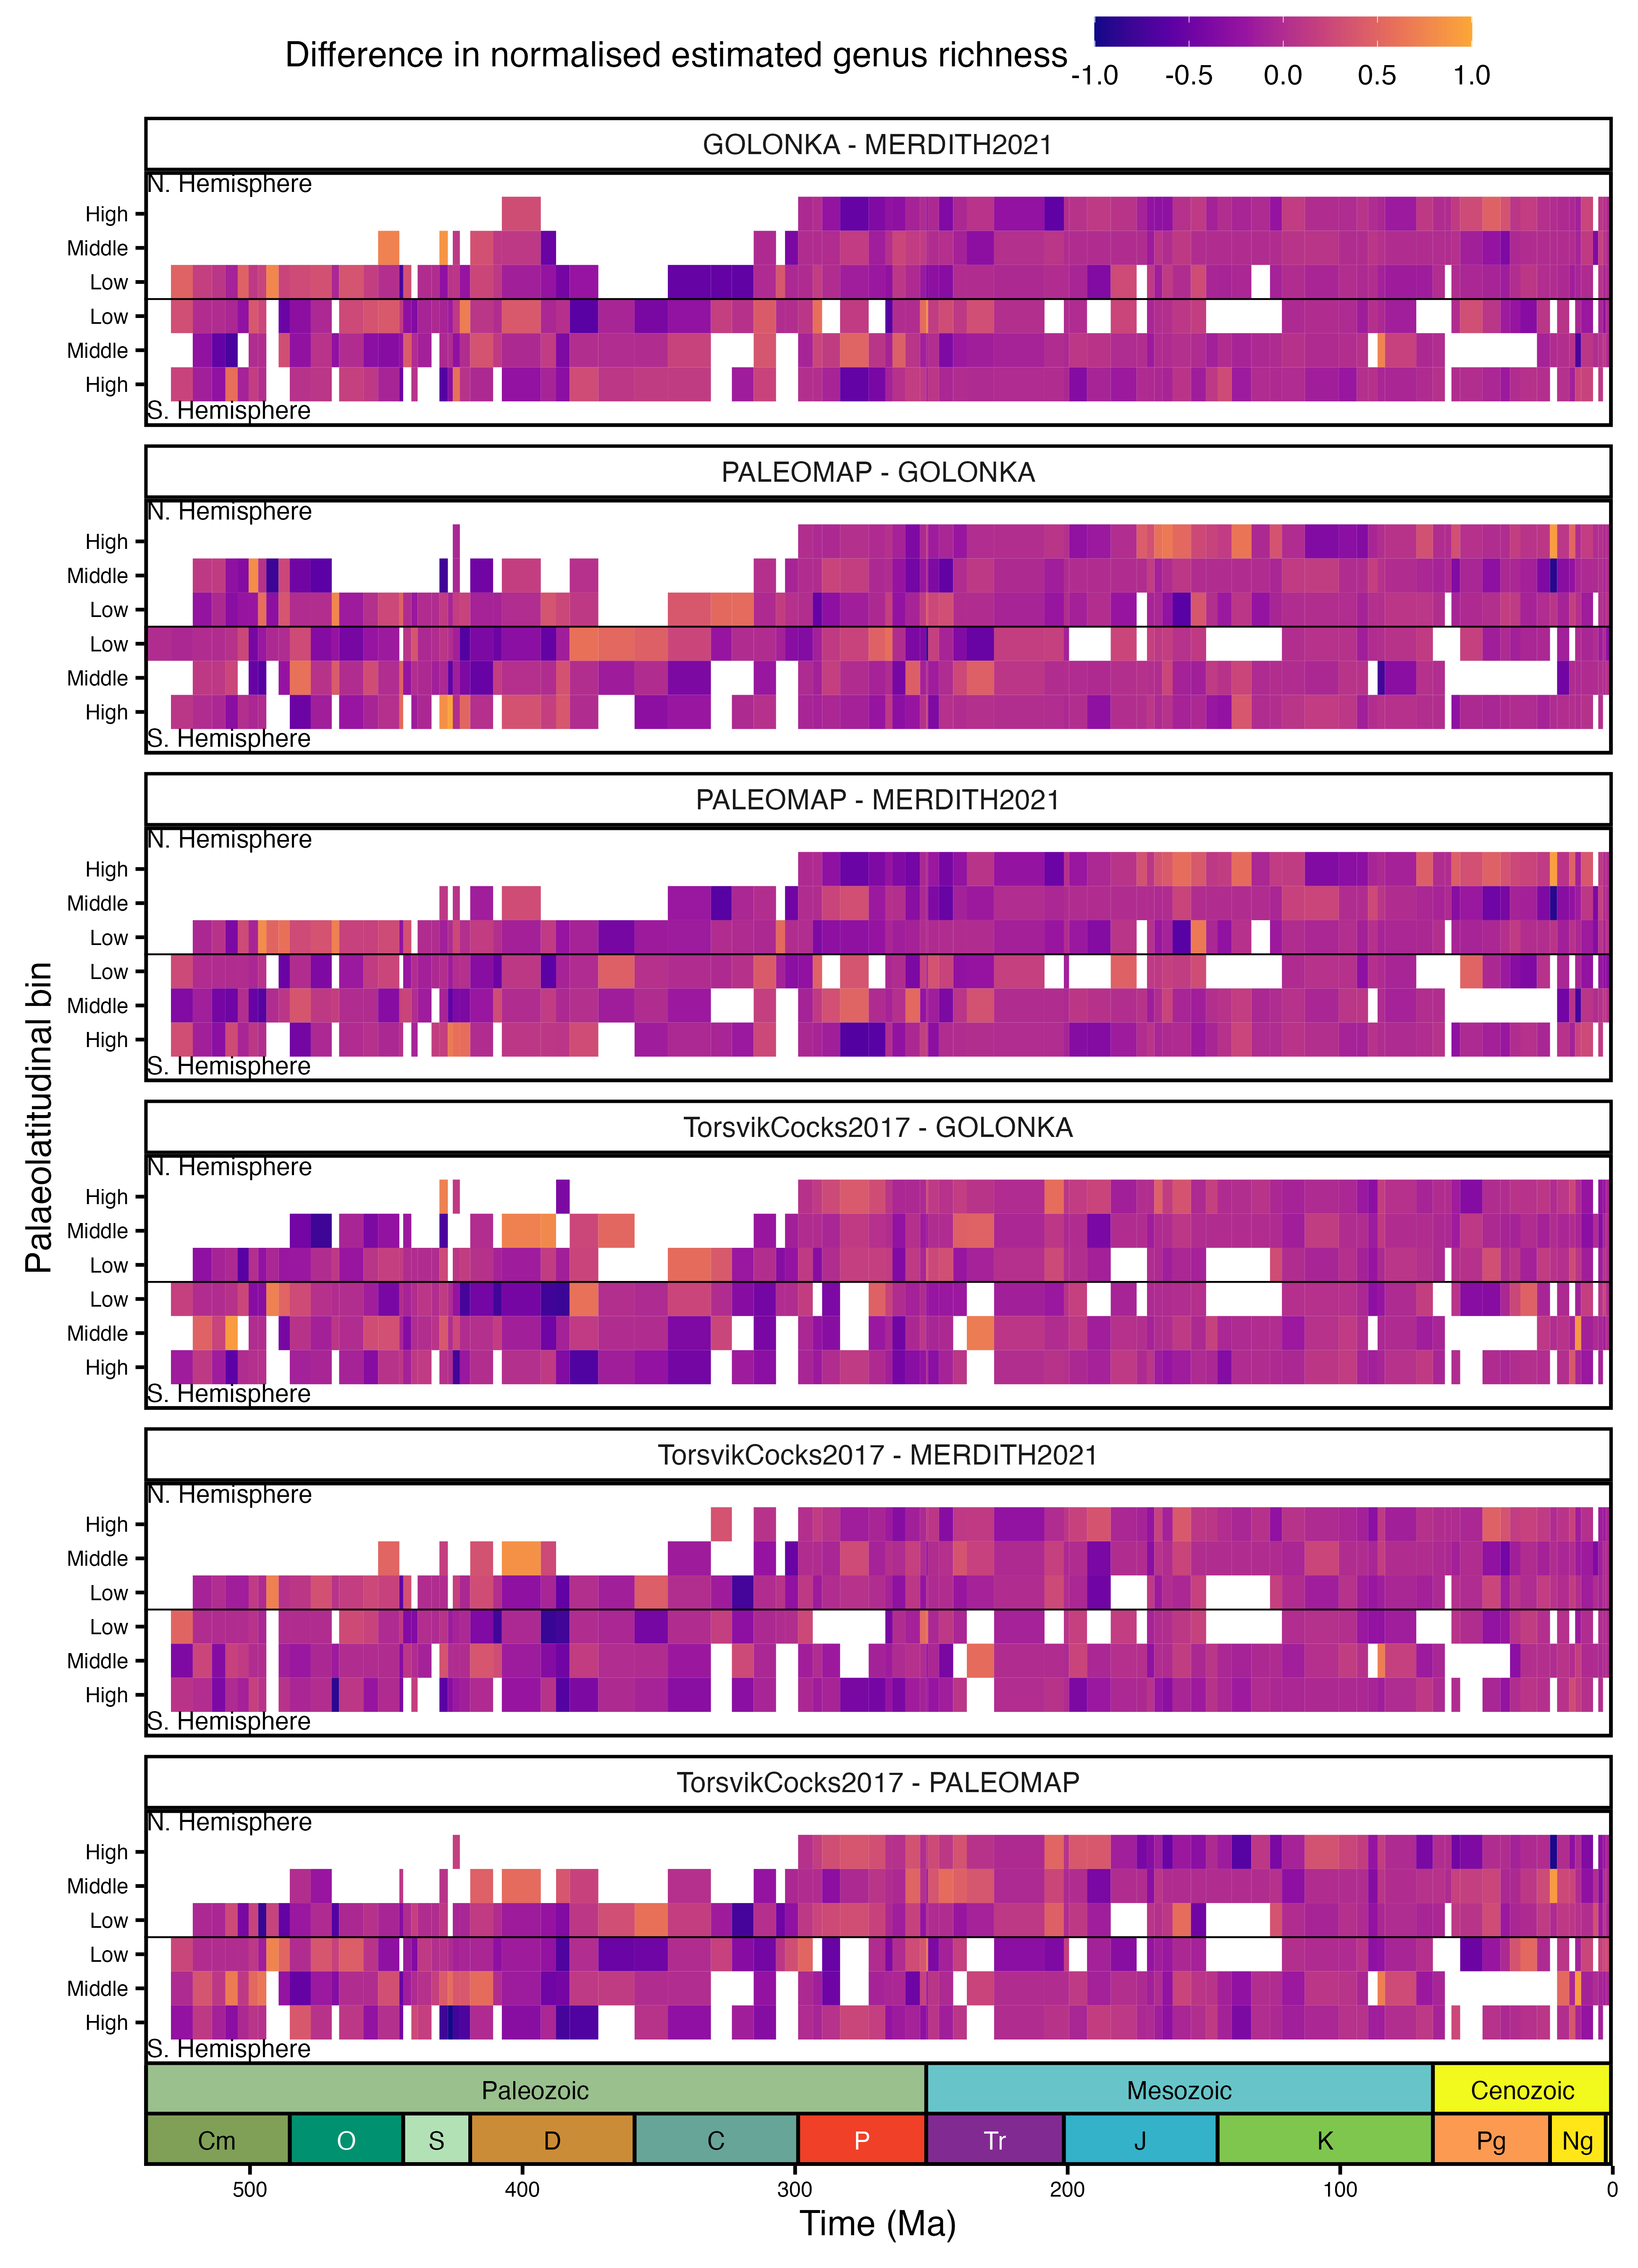 Difference in normalised estimated genus richness
-1.0 -0.5 0.0 0.5 1.0
GOLONKA - MERDITH2021
N. Hemisphere
High
Middle
Low
Low
Middle
High
S. Hemisphere
PALEOMAP - GOLONKA
N. Hemisphere
High
Middle
Low
Low
Middle
High
S. Hemisphere
PALEOMAP - MERDITH2021
N. Hemisphere
High
Middle
Low
Low
Middle
High
S. Hemisphere
Palaeolatitudinal bin
TorsvikCocks2017 - GOLONKA
N. Hemisphere
High
Middle
Low
Low
Middle
High
S. Hemisphere
TorsvikCocks2017 - MERDITH2021
N. Hemisphere
High
Middle
Low
Low
Middle
High
S. Hemisphere
TorsvikCocks2017 - PALEOMAP
N. Hemisphere
High
Middle
Low
Low
Middle
High
S. Hemisphere
Paleozoic Mesozoic Cenozoic
Cm O S D C P Tr J K Pg Ng
500 400 300 200 100 0
Time (Ma)